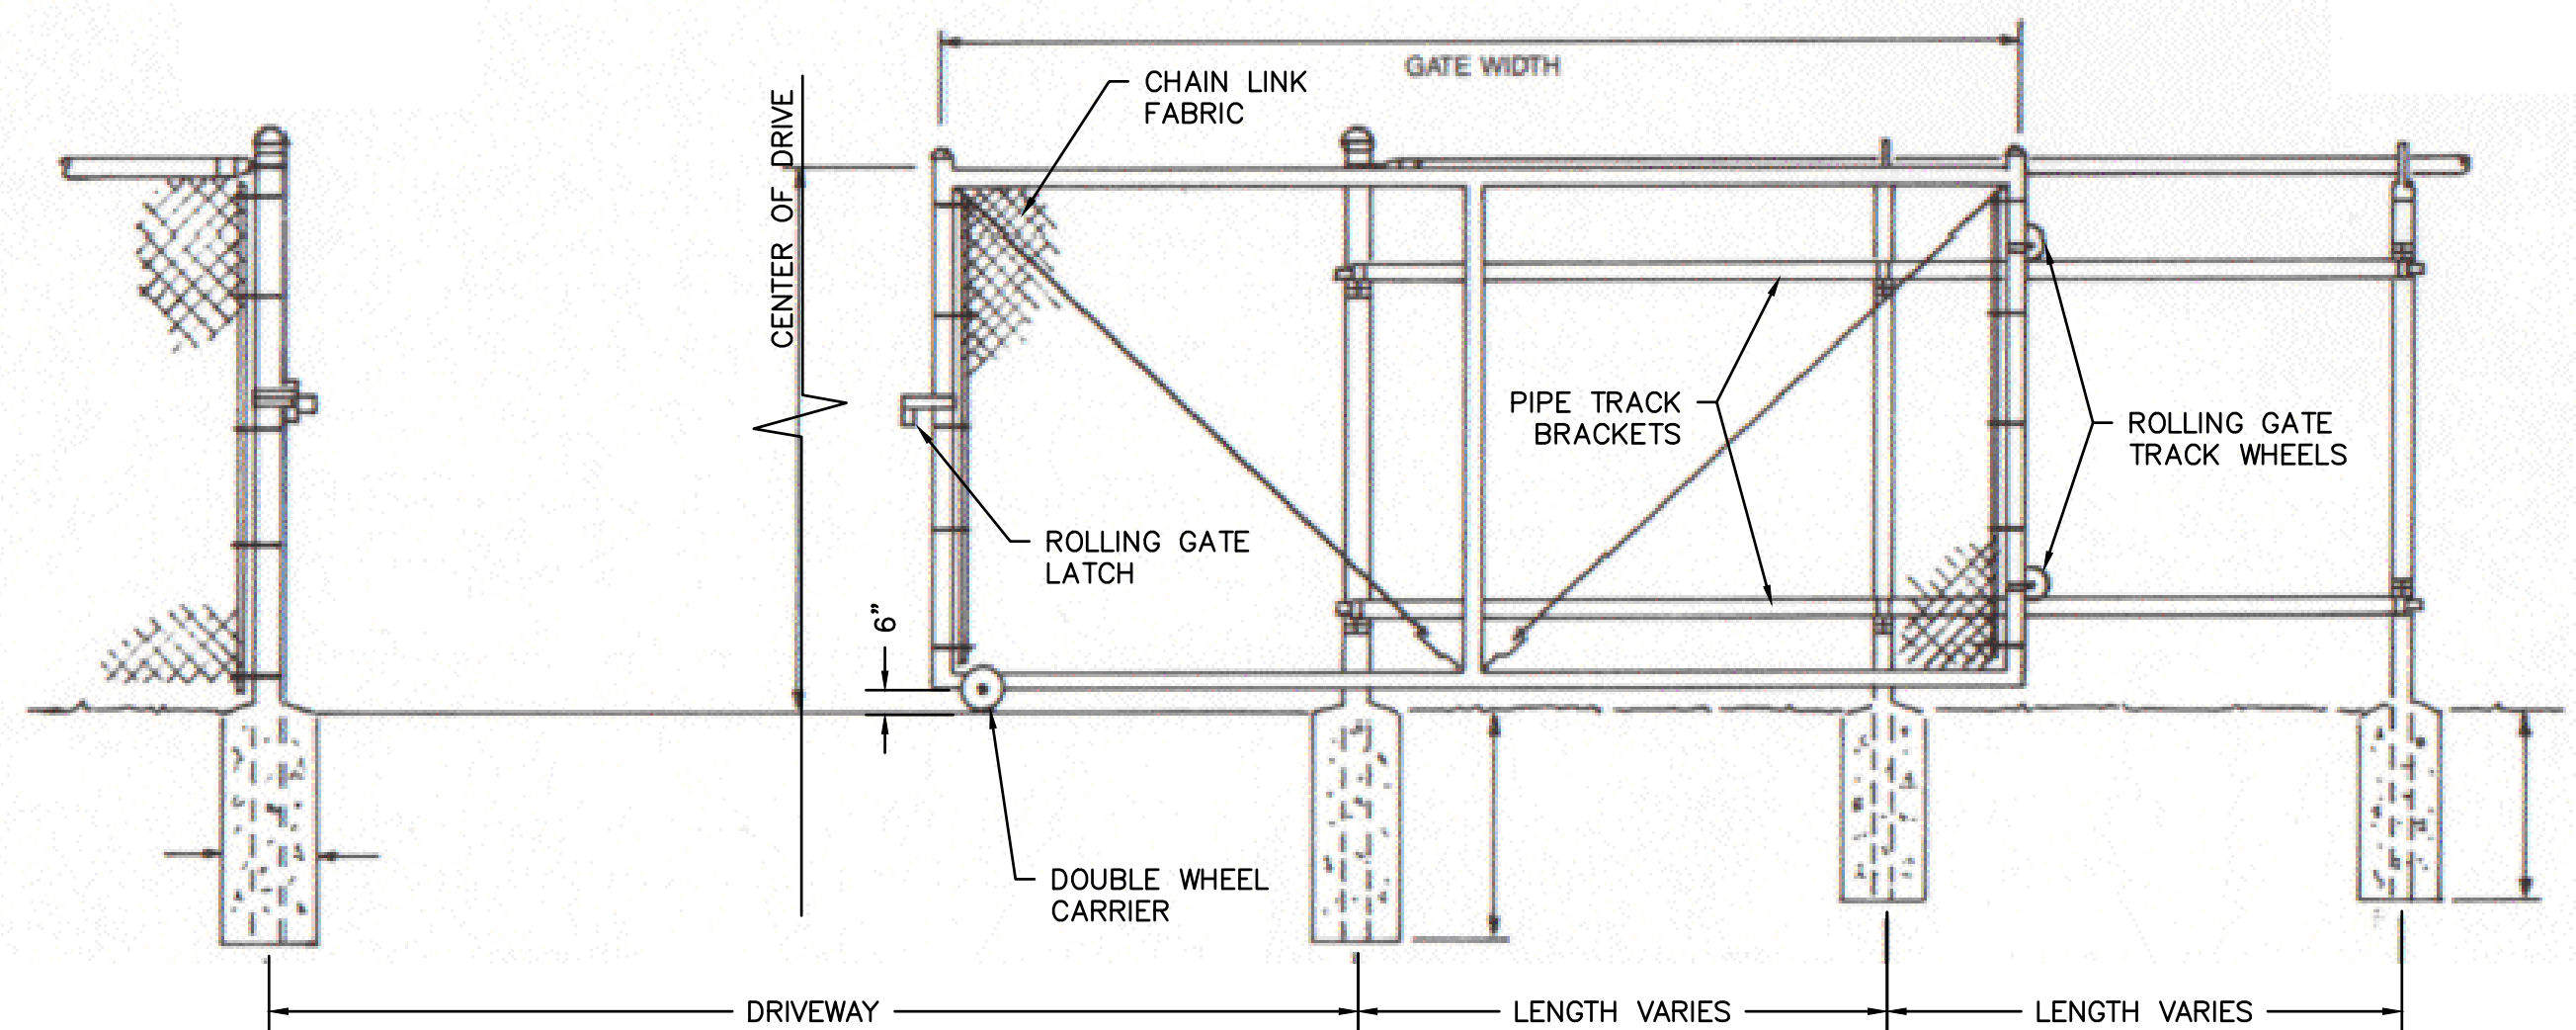 GATE WIDTH
CHAIN LINK
FABRIC
CENTER OF DRIVE
PIPE TRACK
BRACKETS
ROLLING GATE
TRACK WHEELS
ROLLING GATE
LATCH
6"
DOUBLE WHEEL
CARRIER
DRIVEWAY
LENGTH VARIES
LENGTH VARIES